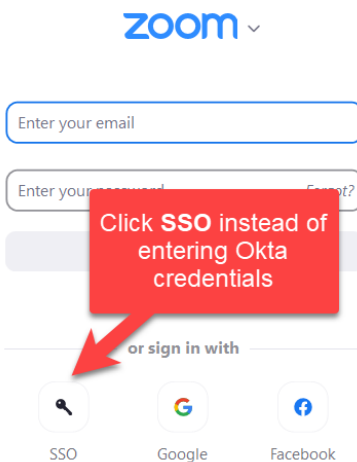 zoom
Enter your email
Enter your password Forgot?
Click SSO instead of
entering Okta
credentials
or sign in with
SSO Google Facebook